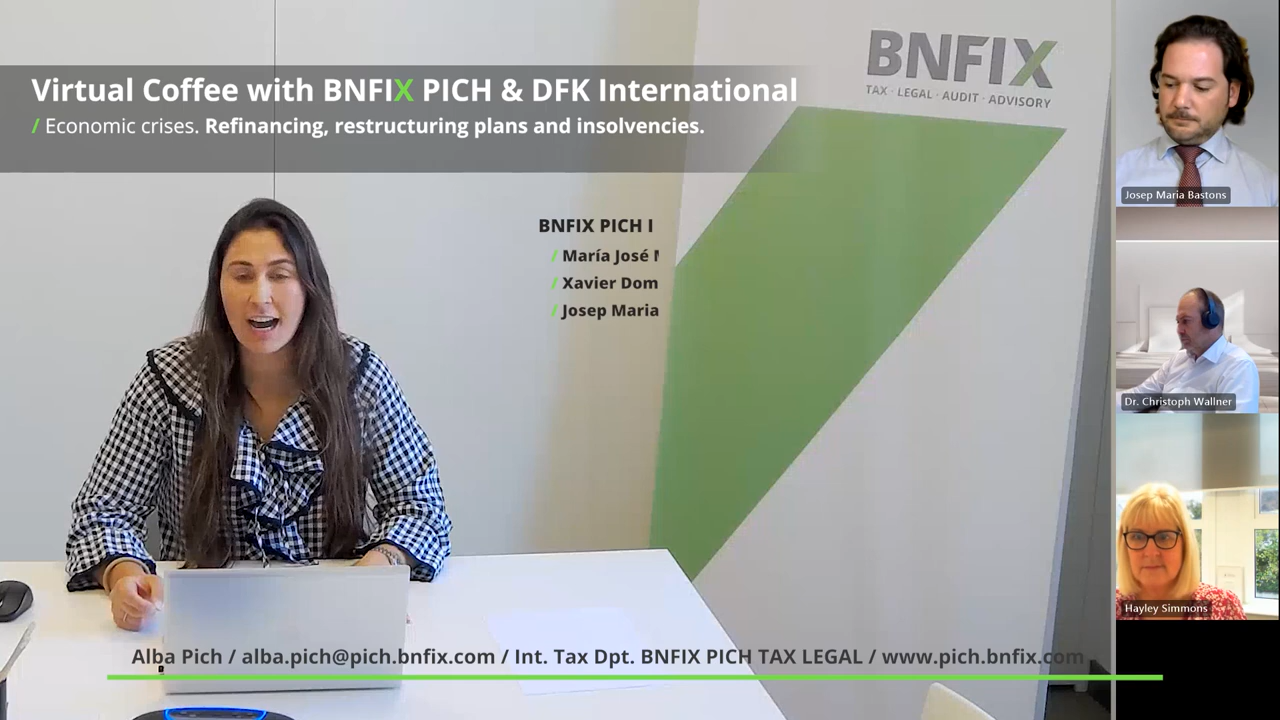 Virtual Coffee with BNFIX PICH & DFK International
/ Economic crises. Refinancing, restructuring plans and insolvencies.
BNFIX
TAX · LEGAL · AUDIT · ADVISORY
BNFIX PICH
/ María José
/ Xavier Dom
/ Josep Maria
Josep Maria Bastons
Dr. Christoph Wallner
Hayley Simmons
Alba Pich / alba.pich@pich.bnfix.com / Int. Tax Dpt. BNFIX PICH TAX LEGAL / www.pich.bnfix.com